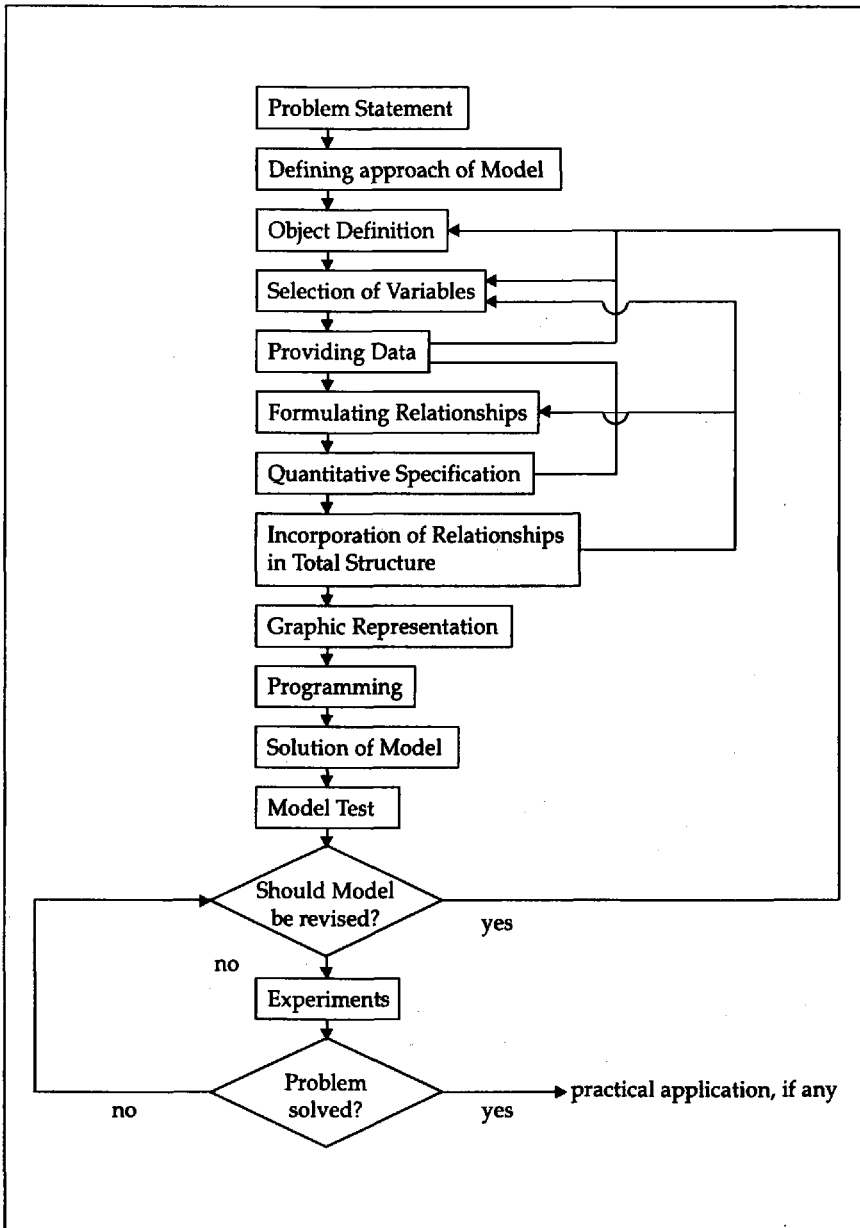 Problem Statement
Defining approach of Model
Object Definition
Selection of Variables
Providing Data
Formulating Relationships
Quantitative Specification
Incorporation of Relationships
in Total Structure
Graphic Representation
Programming
Solution of Model
Model Test
Should Model
be revised?
yes
no
Experiments
Problem
solved?
no
yes
practical application, if any